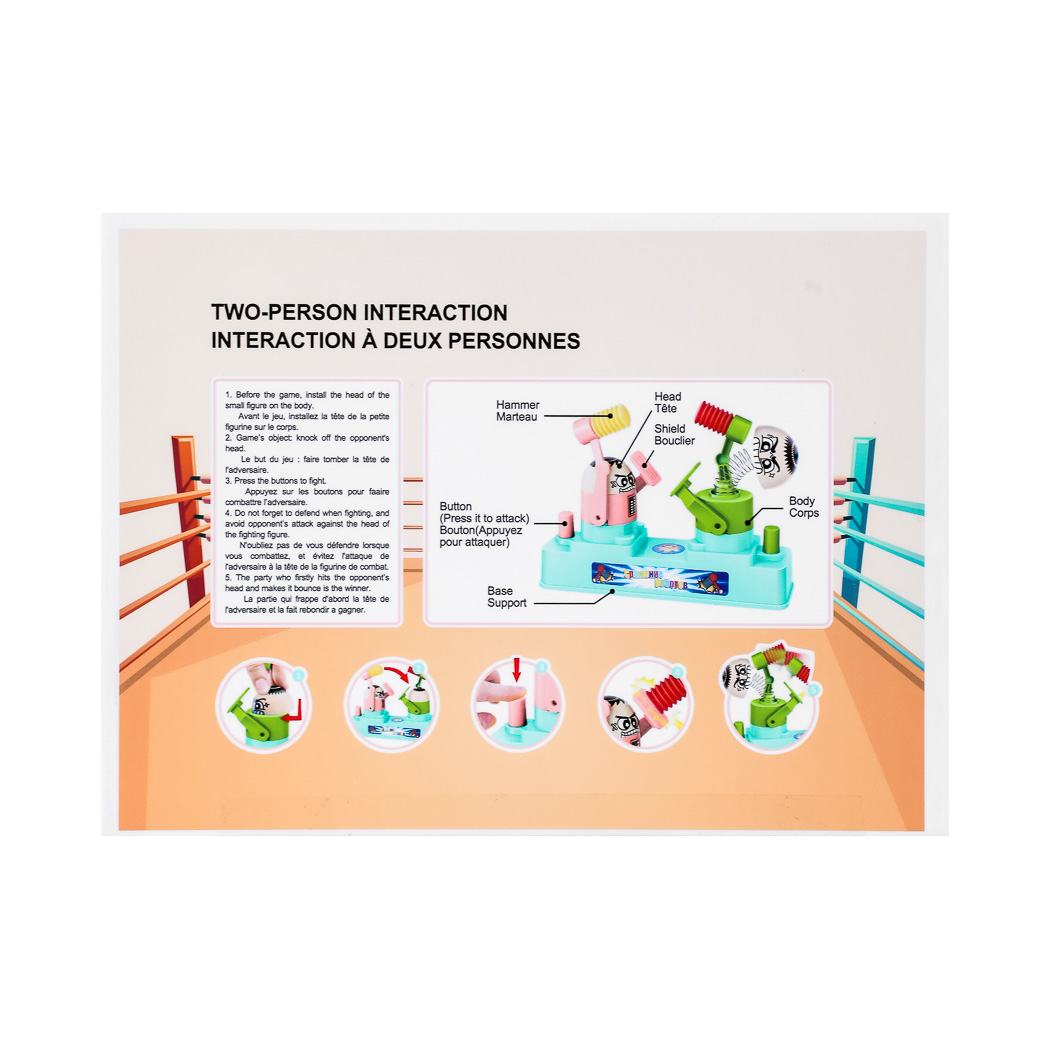 TWO-PERSON INTERACTION
INTERACTION À DEUX PERSONNES
1. Before the game, install the head of the
small figure on the body.
Avant le jeu, installez la tête de la petite
figurine sur le corps.
2. Game's object: knock off the opponent's
head.
Le but du jeu : faire tomber la tête de
l'adversaire.
3. Press the buttons to fight.
Appuyez sur les boutons pour faaire
combattre l'adversaire.
4. Do not forget to defend when fighting, and
avoid opponent's attack against the head of
the fighting figure.
N'oubliez pas de vous défendre lorsque
vous combattez, et évitez l'attaque de
l'adversaire à la tête de la figurine de combat.
5. The party who firstly hits the opponent's
head and makes it bounce is the winner.
La partie qui frappe d'abord la tête de
l'adversaire et la fait rebondir a gagner.
Hammer
Marteau
Head
Tête
Shield
Bouclier
Button
(Press it to attack)
Bouton(Appuyez
pour attaquer)
Body
Corps
Base
Support